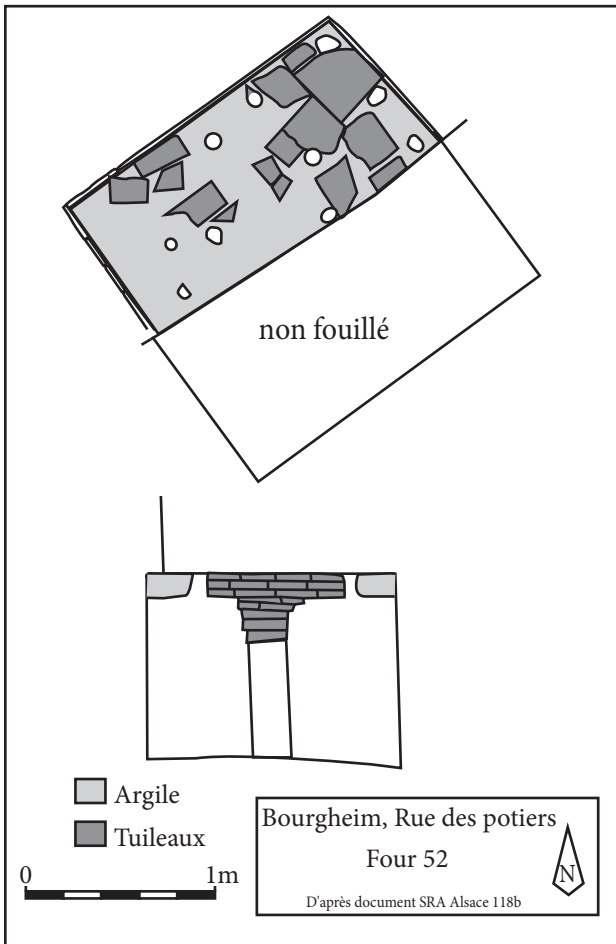 non fouillé
Argile
Tuileaux
0 1m
Bourgheim, Rue des potiers
Four 52
N
D'après document SRA Alsace 118b